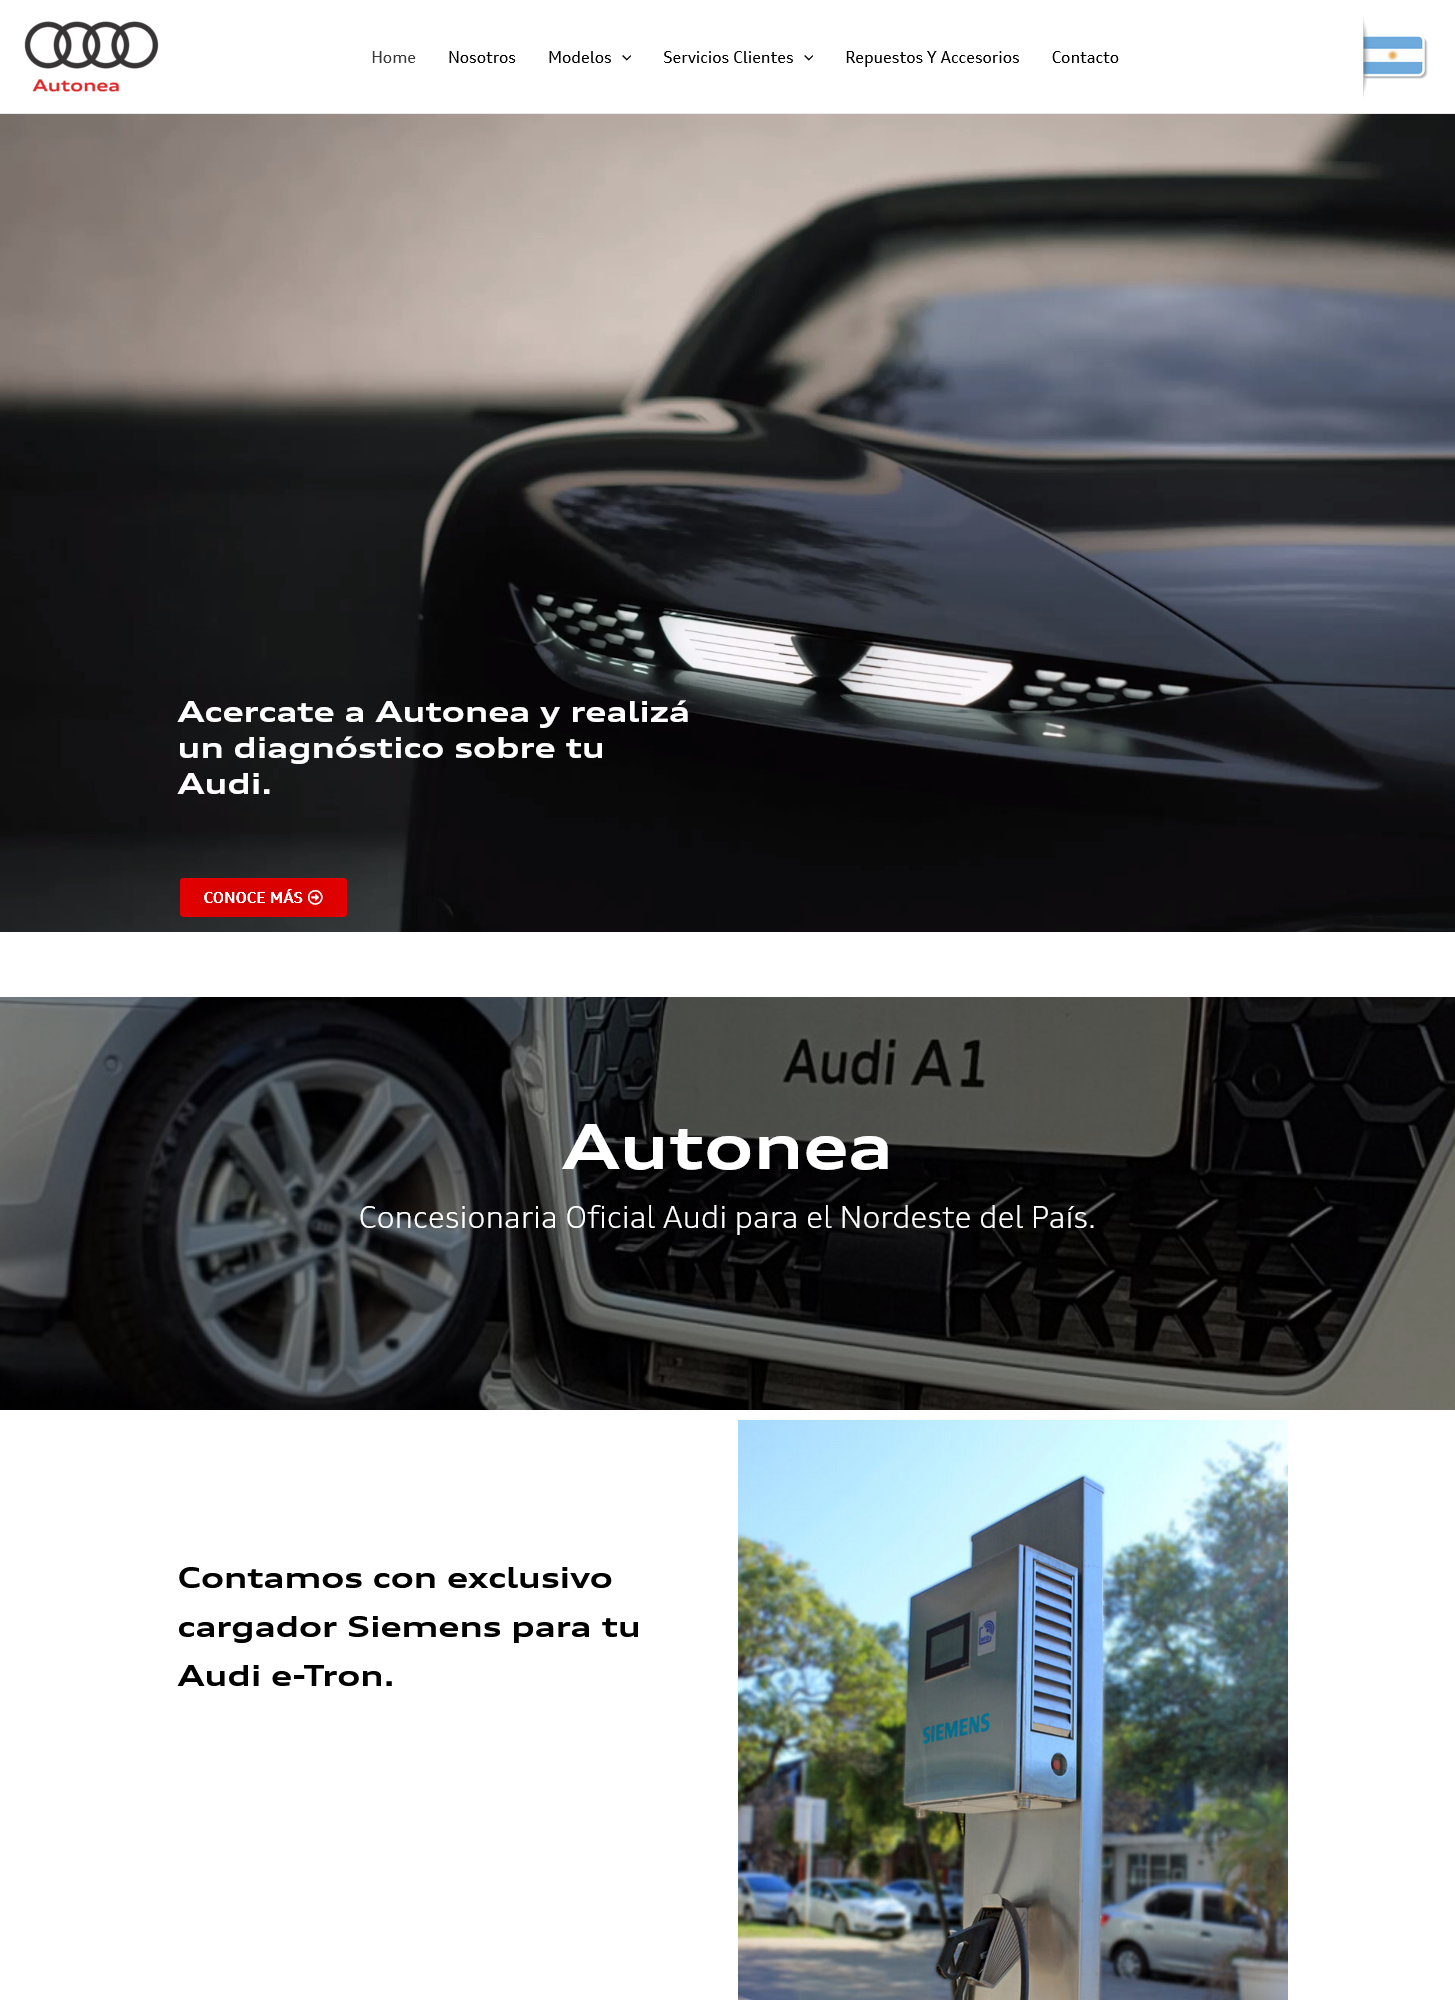 Autonea
Home
Nosotros
Modelos
Servicios Clientes
Repuestos Y Accesorios
Contacto
Acercate a Autonea y realizá
un diagnóstico sobre tu
Audi.
CONOCE MÁS
Audi A1
Autonea
Concesionaria Oficial Audi para el Nordeste del País.
Contamos con exclusivo
cargador Siemens para tu
Audi e-Tron.
SIEMENS